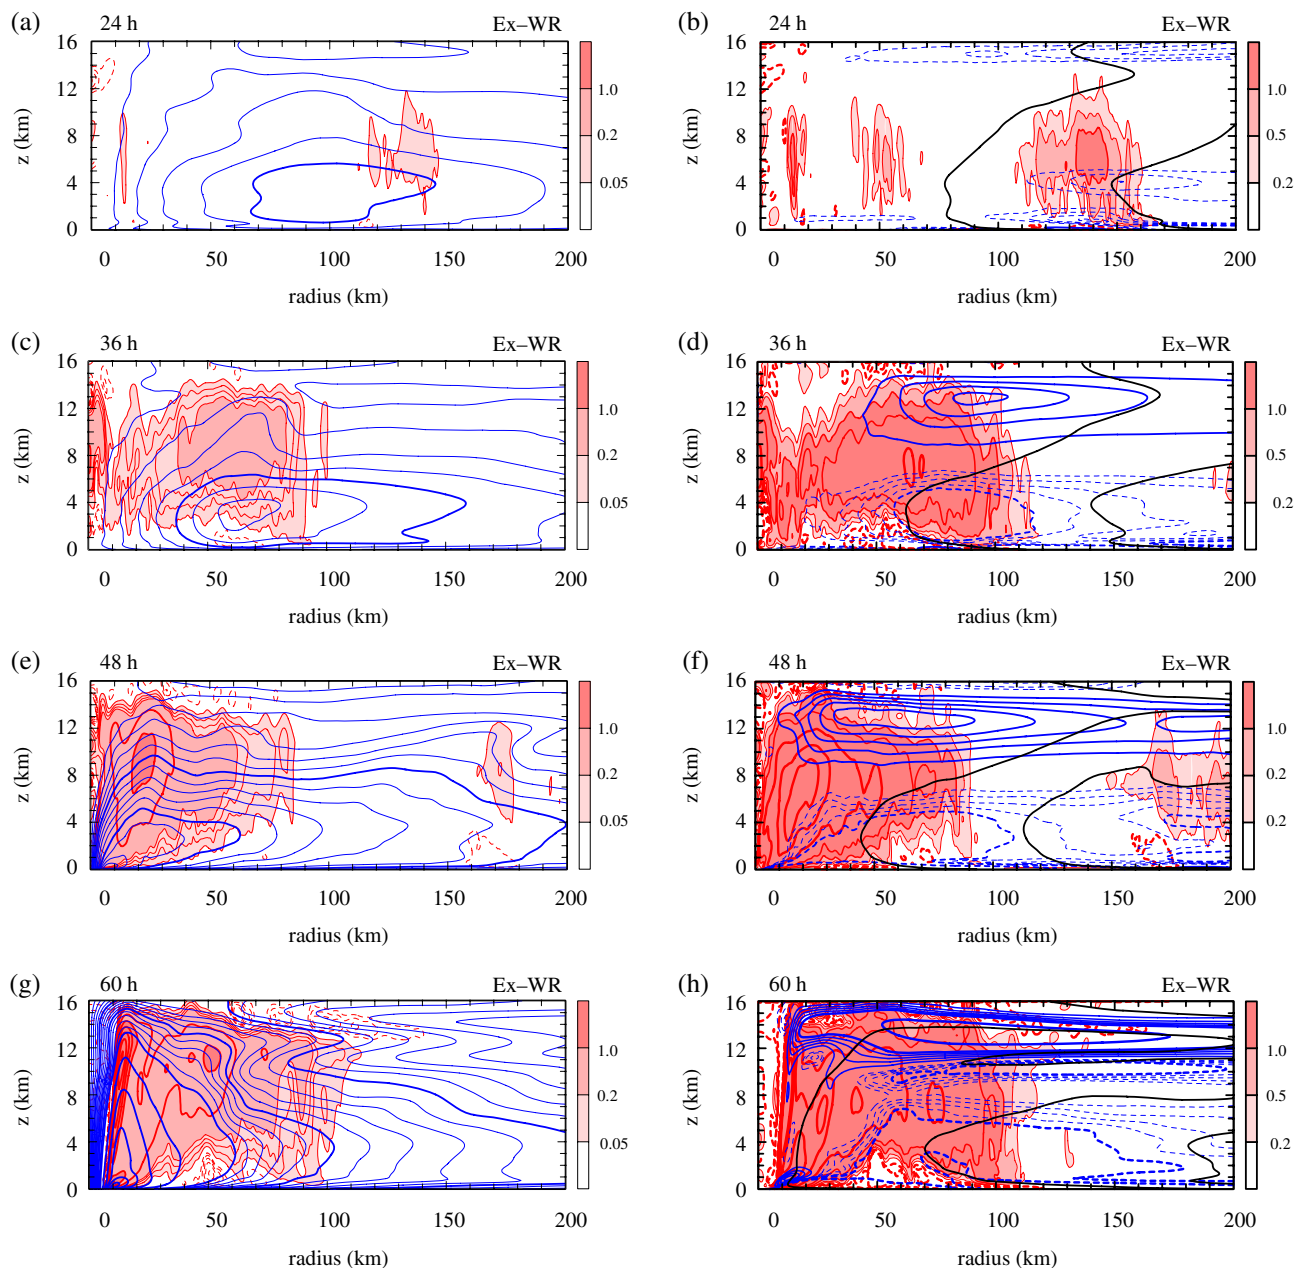 (a) 24 h Ex–WR
16
12
8
4
0
z (km)
1.0
0.2
0.05
0 50 100 150 200
radius (km)
(b) 24 h Ex–WR
16
12
8
4
0
z (km)
1.0
0.5
0.2
0 50 100 150 200
radius (km)
(c) 36 h Ex–WR
16
12
8
4
0
z (km)
1.0
0.2
0.05
0 50 100 150 200
radius (km)
(d) 36 h Ex–WR
16
12
8
4
0
z (km)
1.0
0.5
0.2
0 50 100 150 200
radius (km)
(e) 48 h Ex–WR
16
12
8
4
0
z (km)
1.0
0.2
0.05
0 50 100 150 200
radius (km)
(f) 48 h Ex–WR
16
12
8
4
0
z (km)
1.0
0.2
0.2
0 50 100 150 200
radius (km)
(g) 60 h Ex–WR
16
12
8
4
0
z (km)
1.0
0.2
0.05
0 50 100 150 200
radius (km)
(h) 60 h Ex–WR
16
12
8
4
0
z (km)
1.0
0.5
0.2
0 50 100 150 200
radius (km)